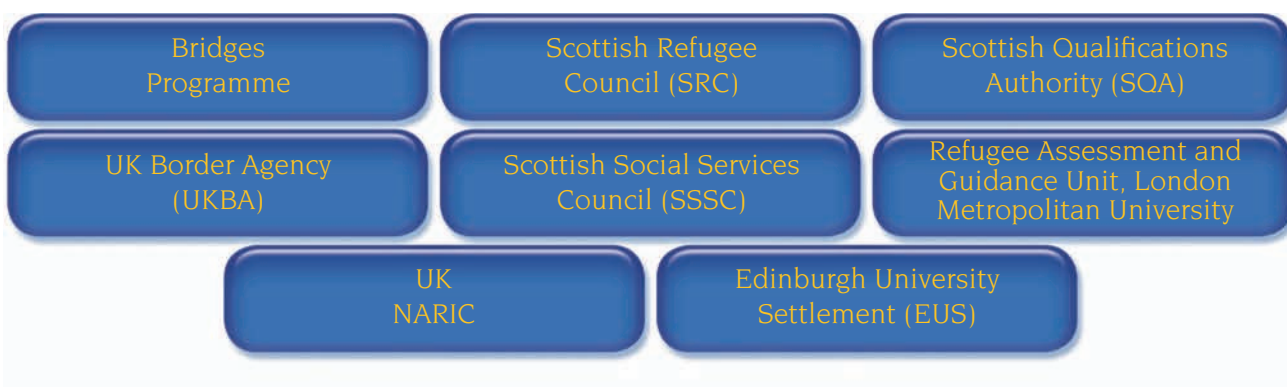 Bridges
Programme
Scottish Refugee
Council (SRC)
Scottish Qualifications
Authority (SQA)
UK Border Agency
(UKBA)
Scottish Social Services
Council (SSSC)
Refugee Assessment and
Guidance Unit, London
Metropolitan University
UK
NARIC
Edinburgh University
Settlement (EUS)